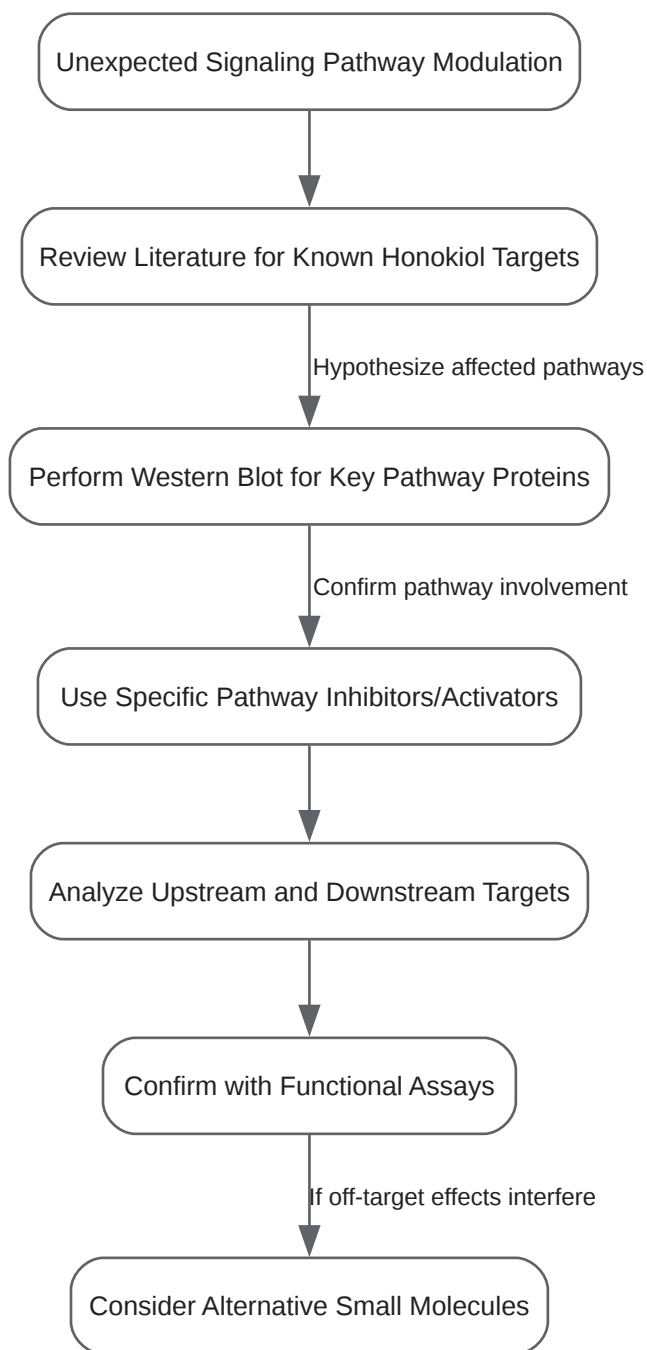 Unexpected Signaling Pathway Modulation
Review Literature for Known Honokiol Targets
Hypothesize affected pathways
Perform Western Blot for Key Pathway Proteins
Confirm pathway involvement
Use Specific Pathway Inhibitors/Activators
Analyze Upstream and Downstream Targets
Confirm with Functional Assays
If off-target effects interfere
Consider Alternative Small Molecules